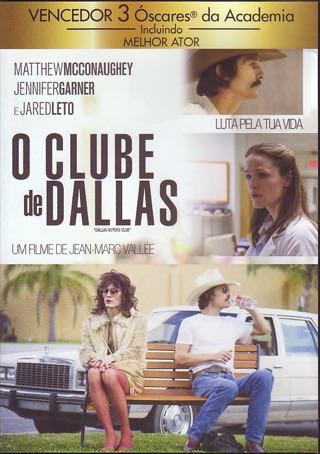 VENCEDOR 3 Óscares® da Academia
Incluindo
MELHOR ATOR
MATTHEW MCCONAUGHEY
JENNIFER GARNER
E JARED LETO
LUTA PELA TUA VIDA
O CLUBE
de DALLAS
"DALLAS BUYERS CLUB"
UM FILME DE JEAN-MARC VALLÉE